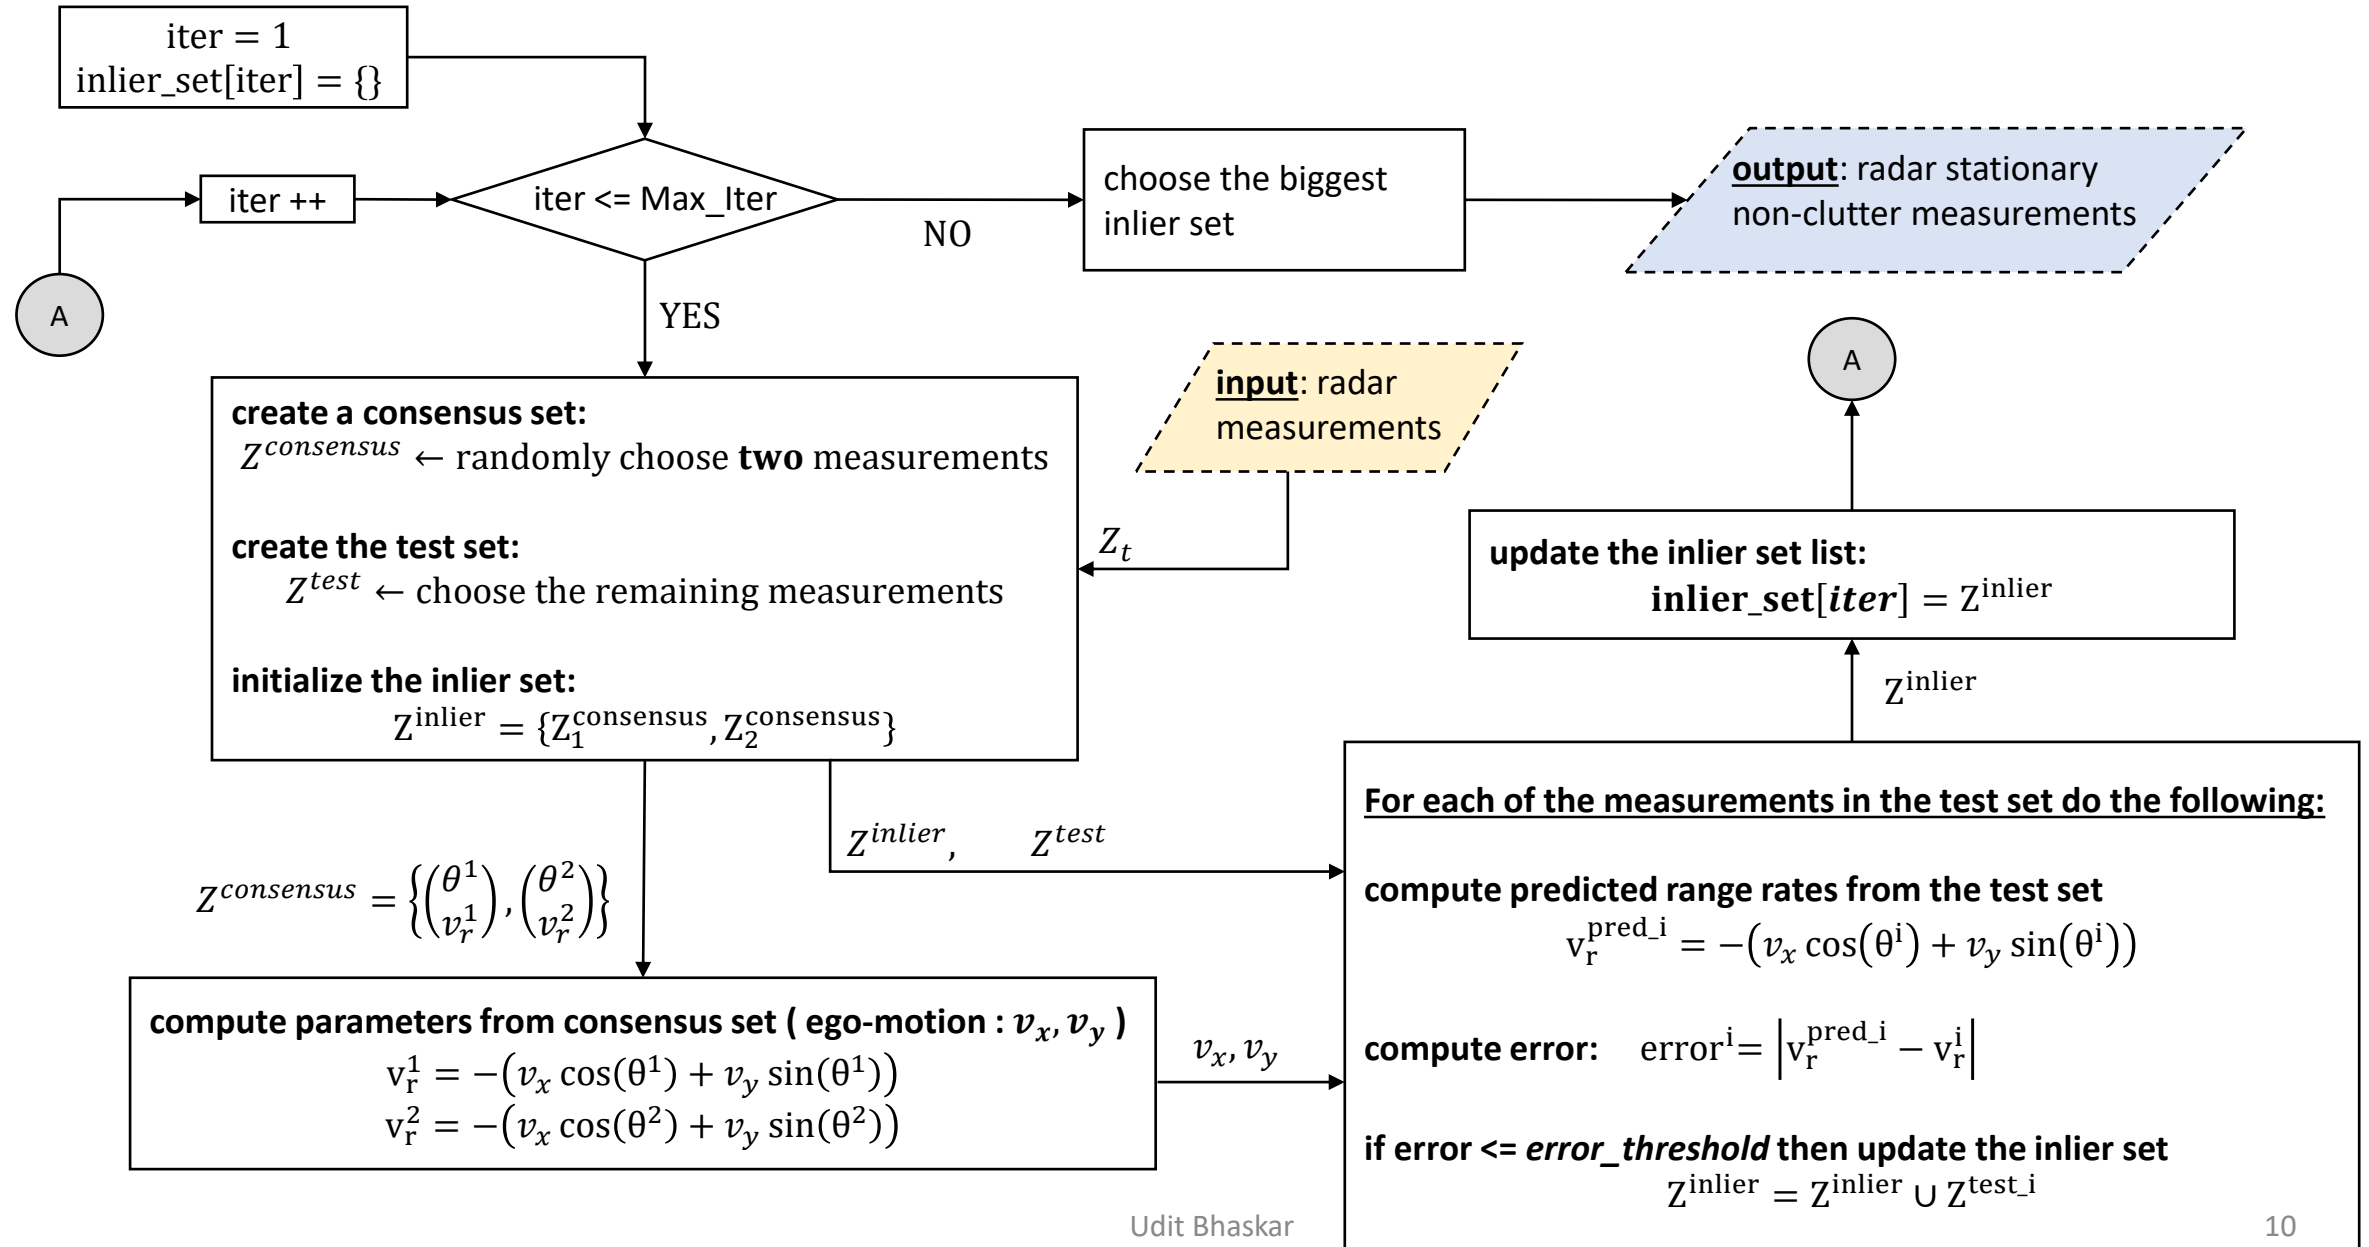 iter = 1
inlier_set[iter] = {}
iter ++
iter <= Max_Iter
NO
choose the biggest
inlier set
output: radar stationary
non-clutter measurements
A
YES
input: radar
measurements
A
create a consensus set:
Z^consensus ← randomly choose two measurements
create the test set:
Z^test ← choose the remaining measurements
initialize the inlier set:
Z^inlier = {Z_1^consensus, Z_2^consensus}
Z_t
update the inlier set list:
inlier_set[iter] = Z^inlier
Z^inlier
Z^inlier, Z^test
Z^consensus = {(θ^1 v_r^1), (θ^2 v_r^2)}
compute parameters from consensus set ( ego-motion : v_x, v_y )
v_r^1 = −(v_x cos(θ^1) + v_y sin(θ^1))
v_r^2 = −(v_x cos(θ^2) + v_y sin(θ^2))
v_x, v_y
For each of the measurements in the test set do the following:
compute predicted range rates from the test set
v_r^pred_i = −(v_x cos(θ^i) + v_y sin(θ^i))
compute error: error^i = |v_r^pred_i − v_r^i|
if error <= error_threshold then update the inlier set
Z^inlier = Z^inlier ∪ Z^test_i
Udit Bhaskar
10